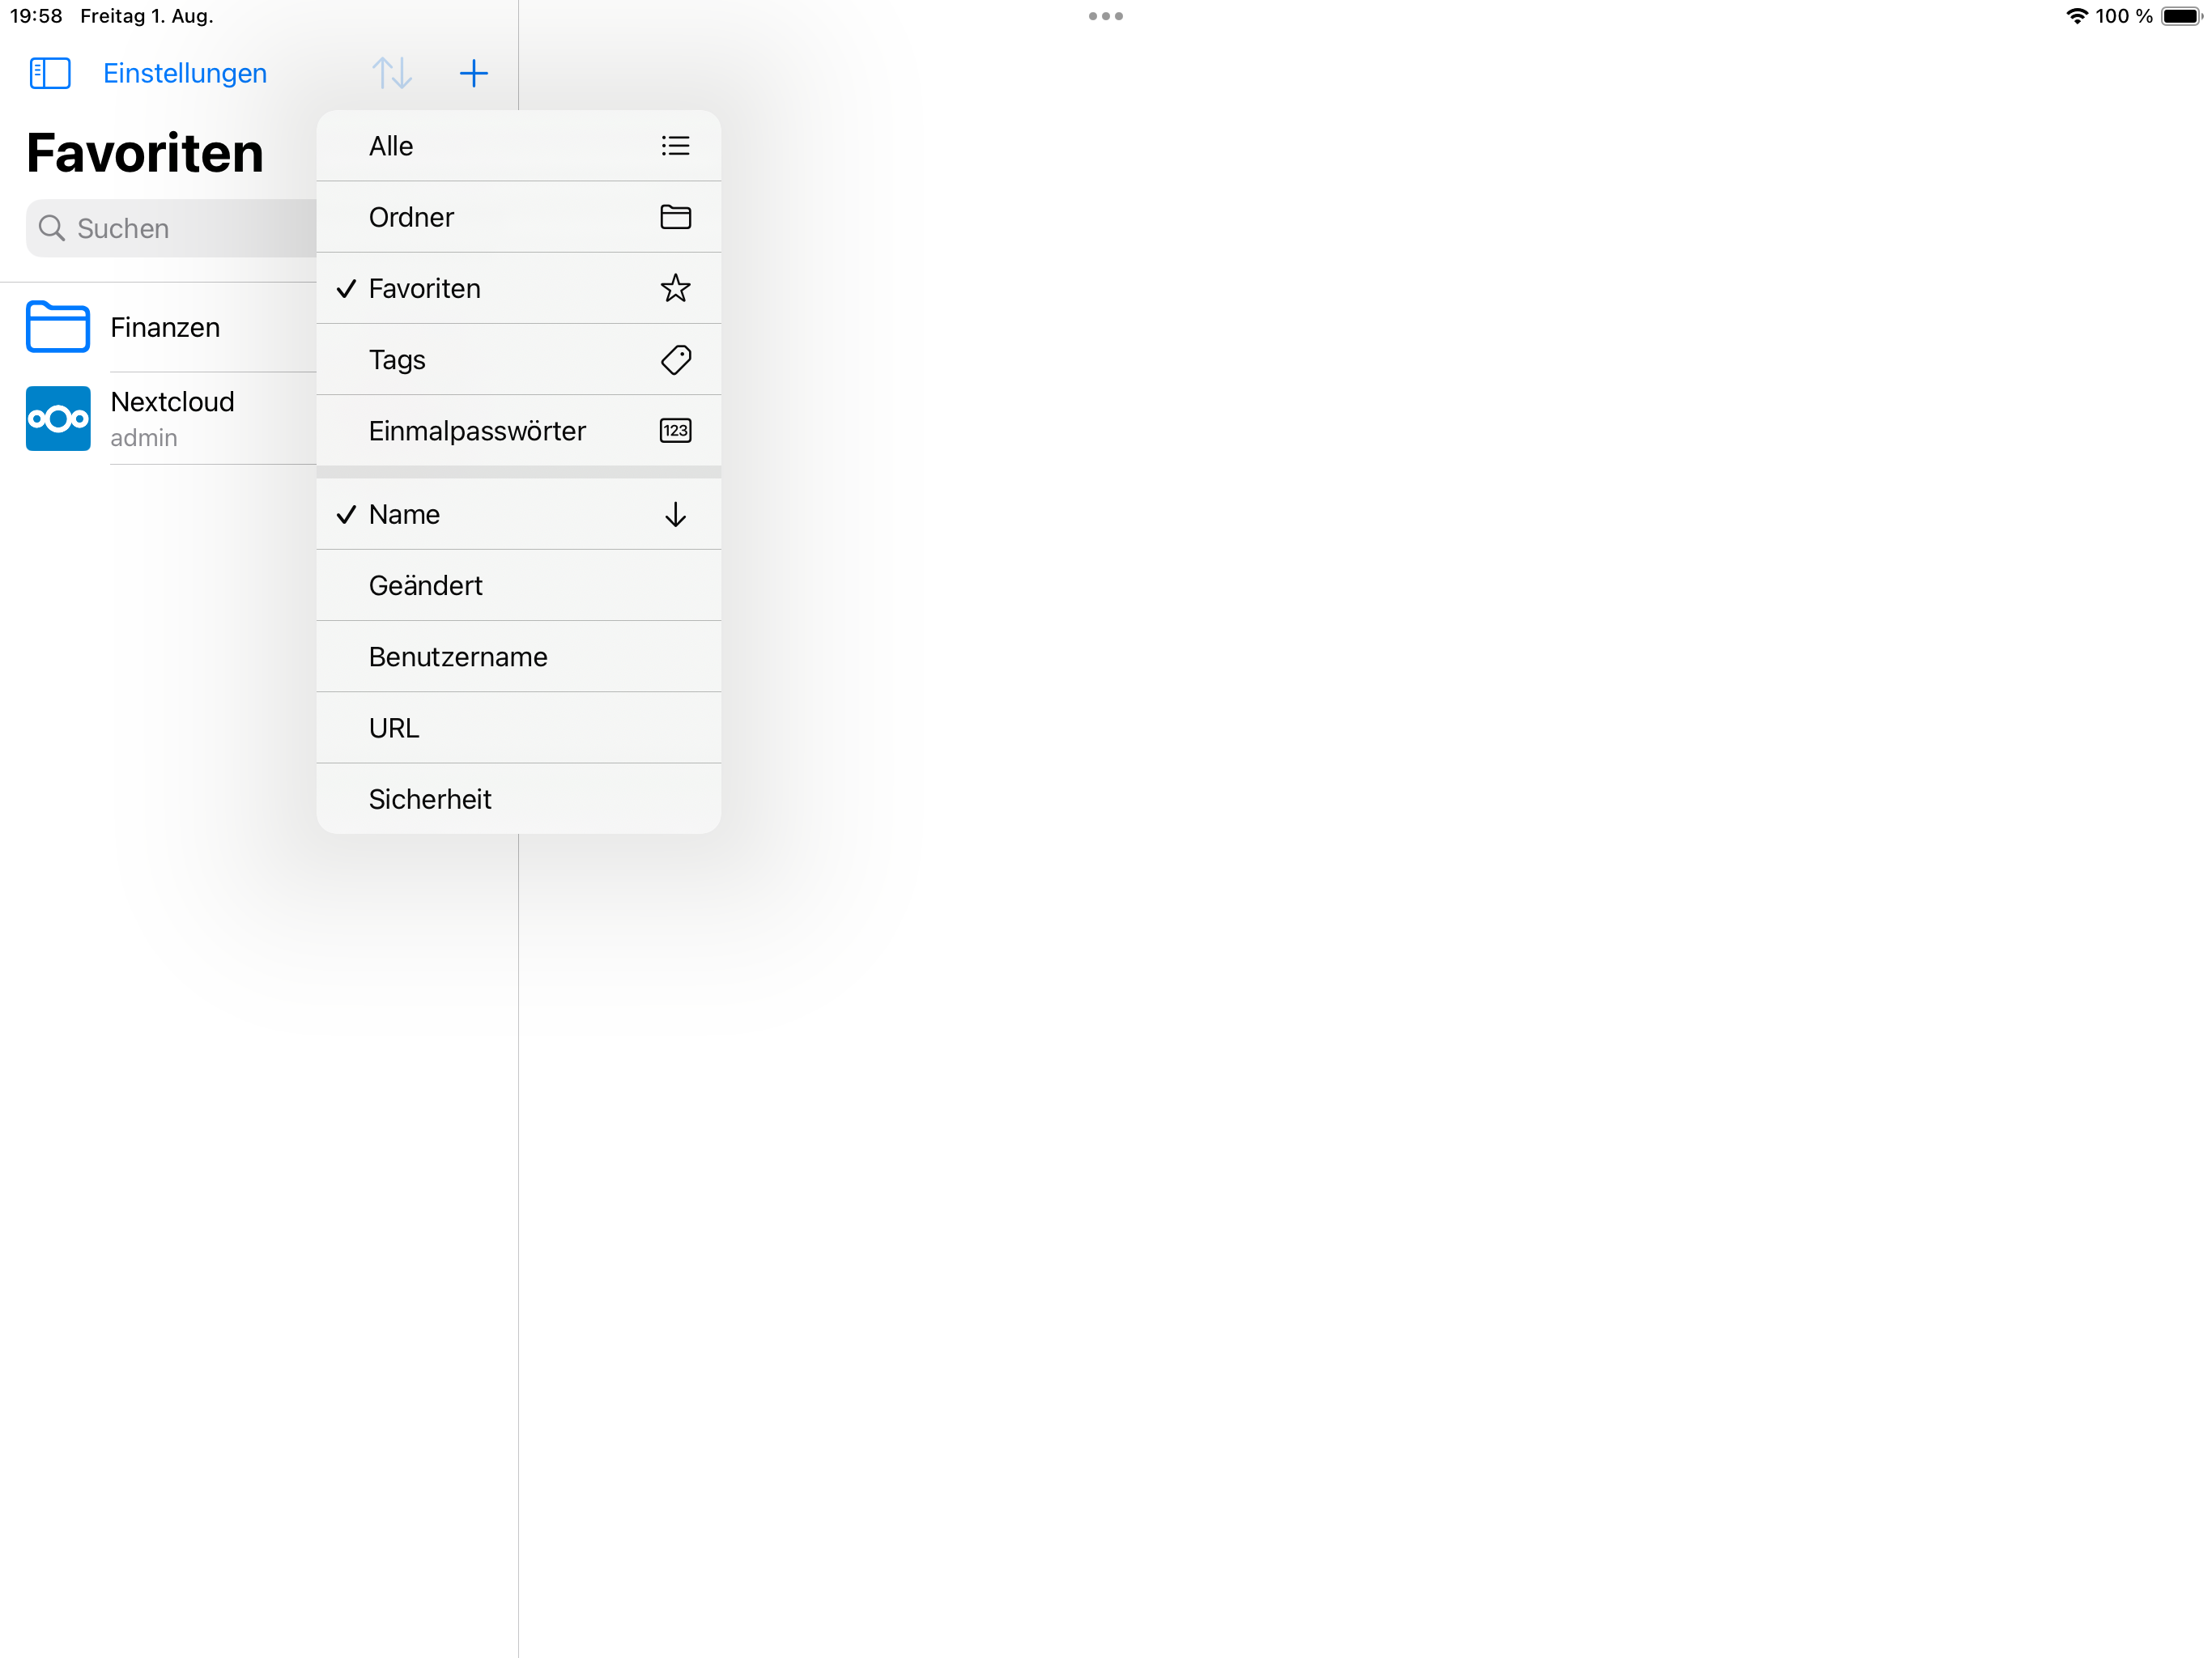 19:58 Freitag 1. Aug.
100 %
Einstellungen
Favoriten
Suchen
Finanzen
Nextcloud
admin
Alle
Ordner
Favoriten
Tags
Einmalpasswörter
123
Name
Geändert
Benutzername
URL
Sicherheit